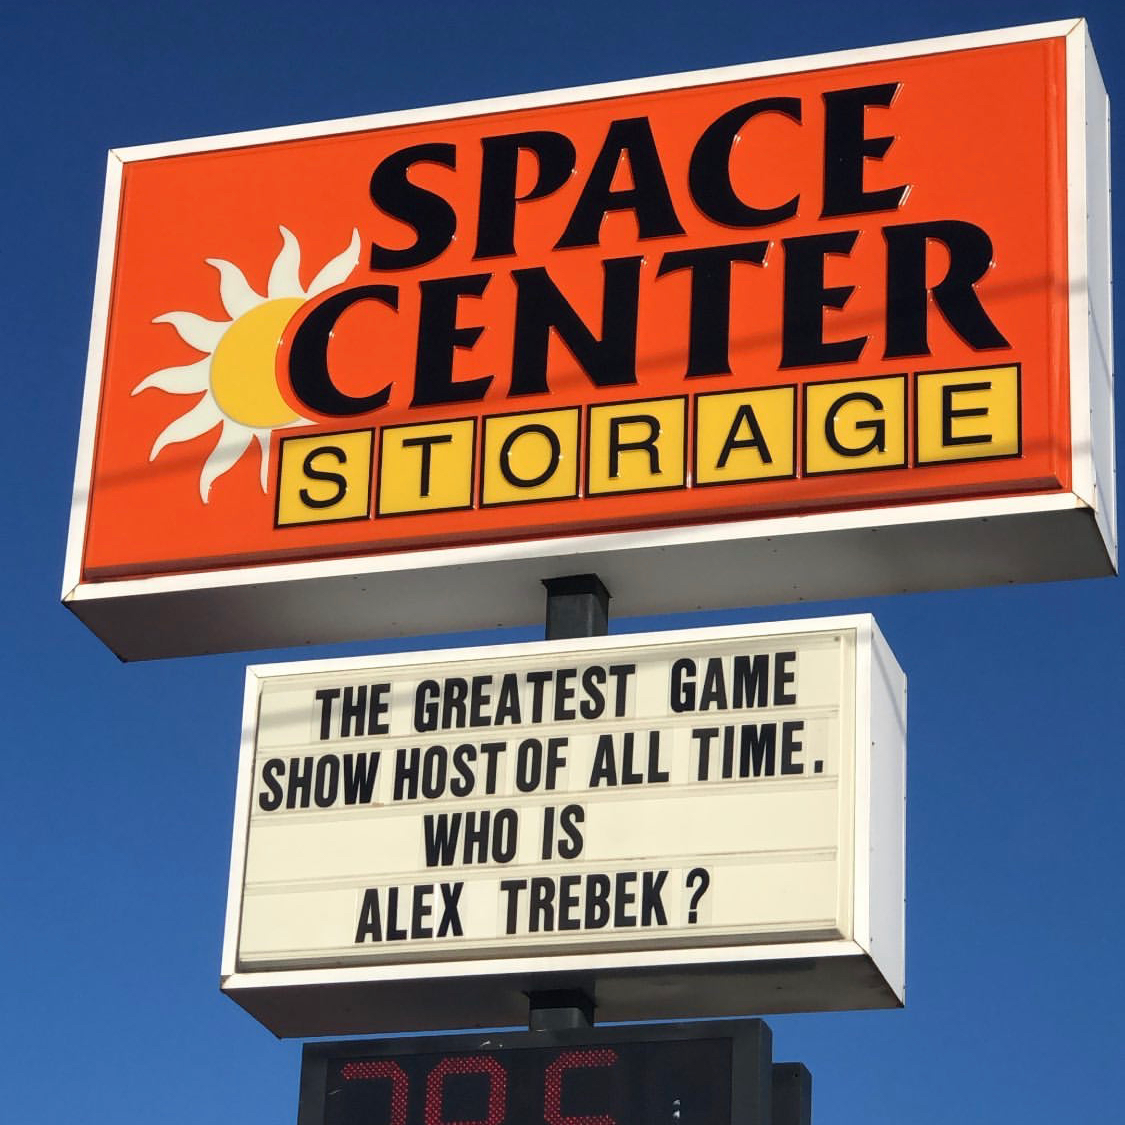 SPACE
CENTER
STORAGE
THE GREATEST GAME
SHOW HOST OF ALL TIME.
WHO IS
ALEX TREBEK?